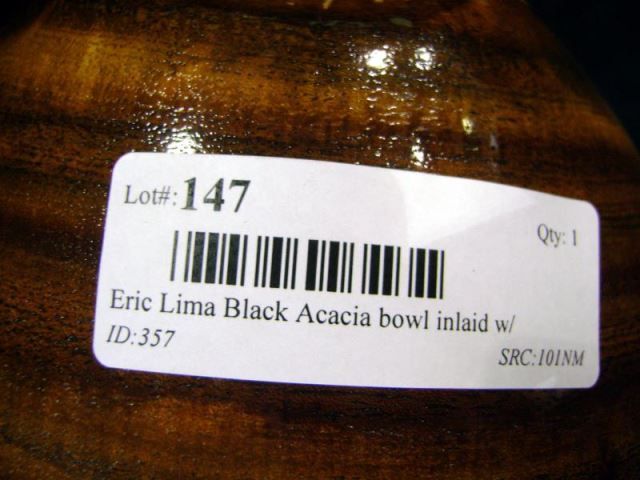 Lot#: 147
Qty: 1
Eric Lima Black Acacia bowl inlaid w/
ID:357
SRC:101NM